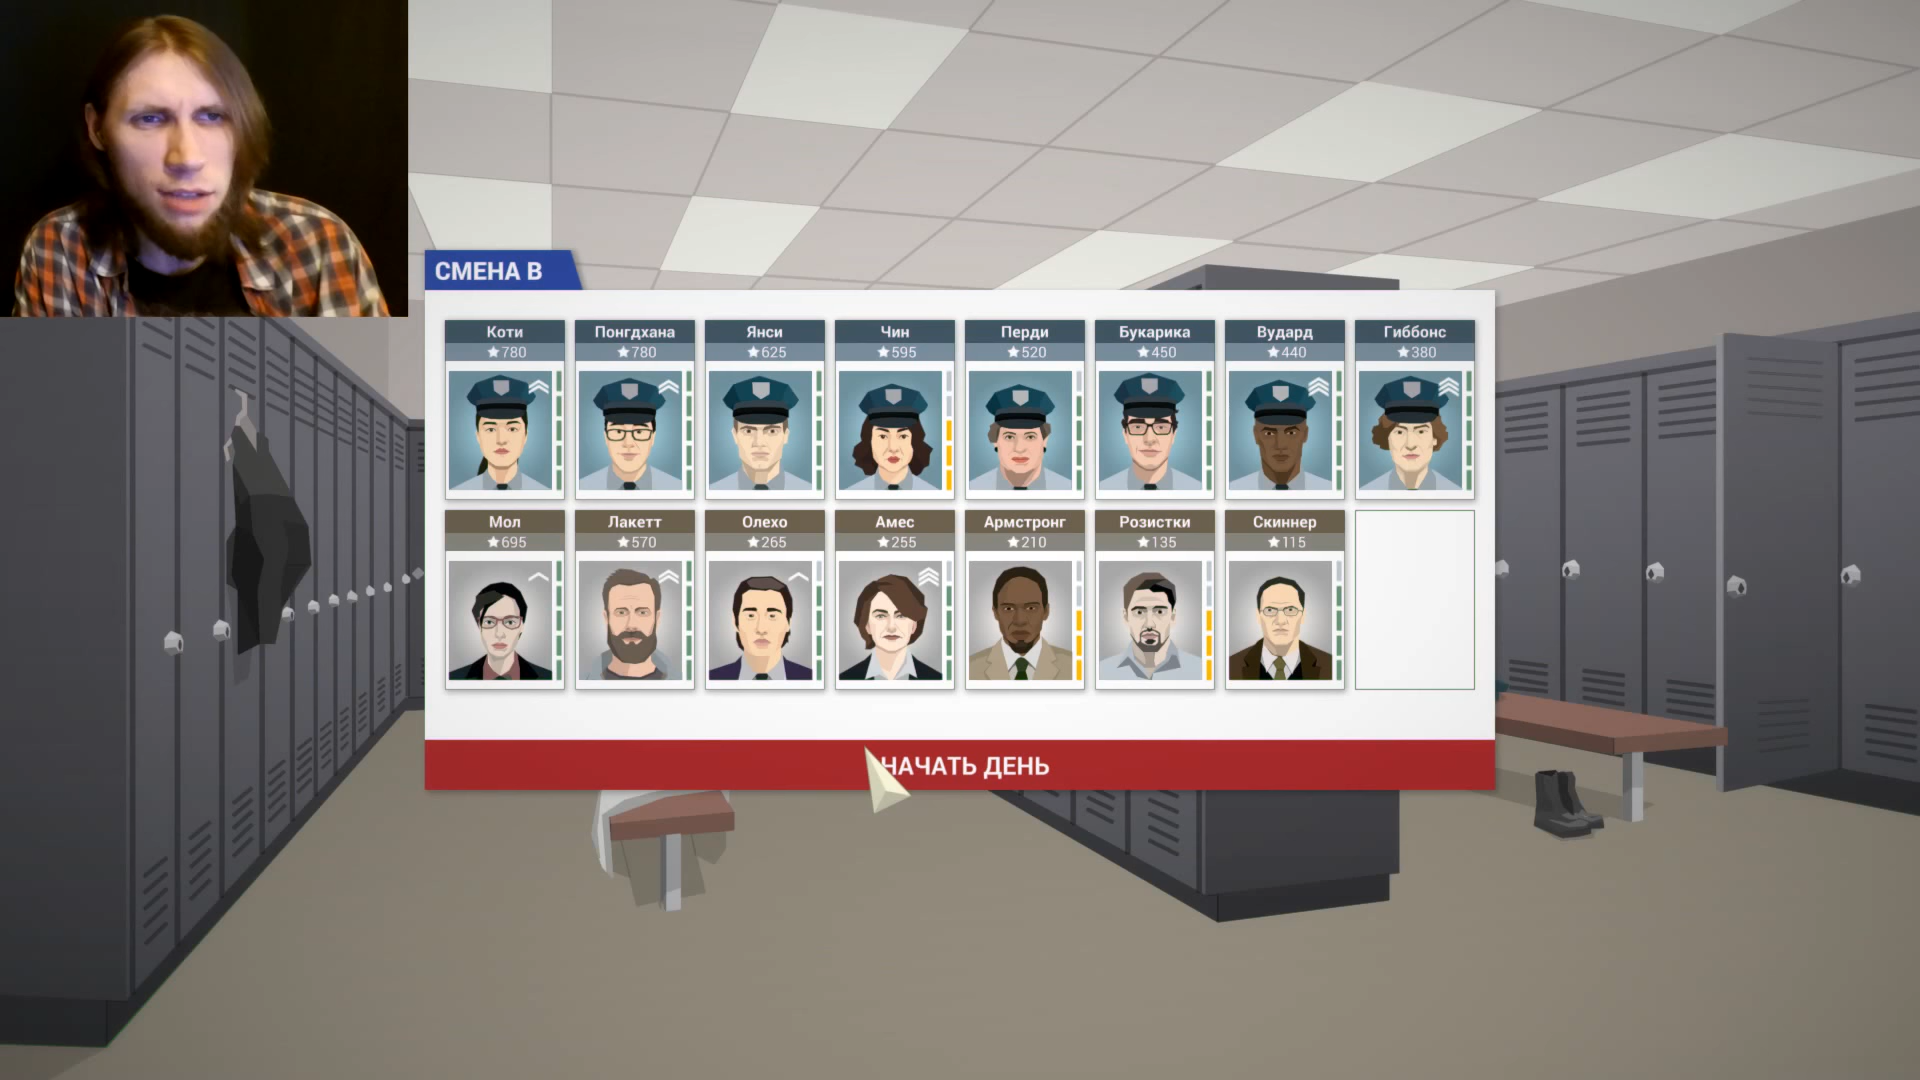 СМЕНА В
Коти Понгдхана Янси Чин Перди Букарика Вудард Гиббонс
★780 ★780 ★625 ★595 ★520 ★450 ★440 ★380
Мол Лакетт Олехо Амес Армстронг Розистки Скиннер
★695 ★570 ★265 ★255 ★210 ★135 ★115
НАЧАТЬ ДЕНЬ